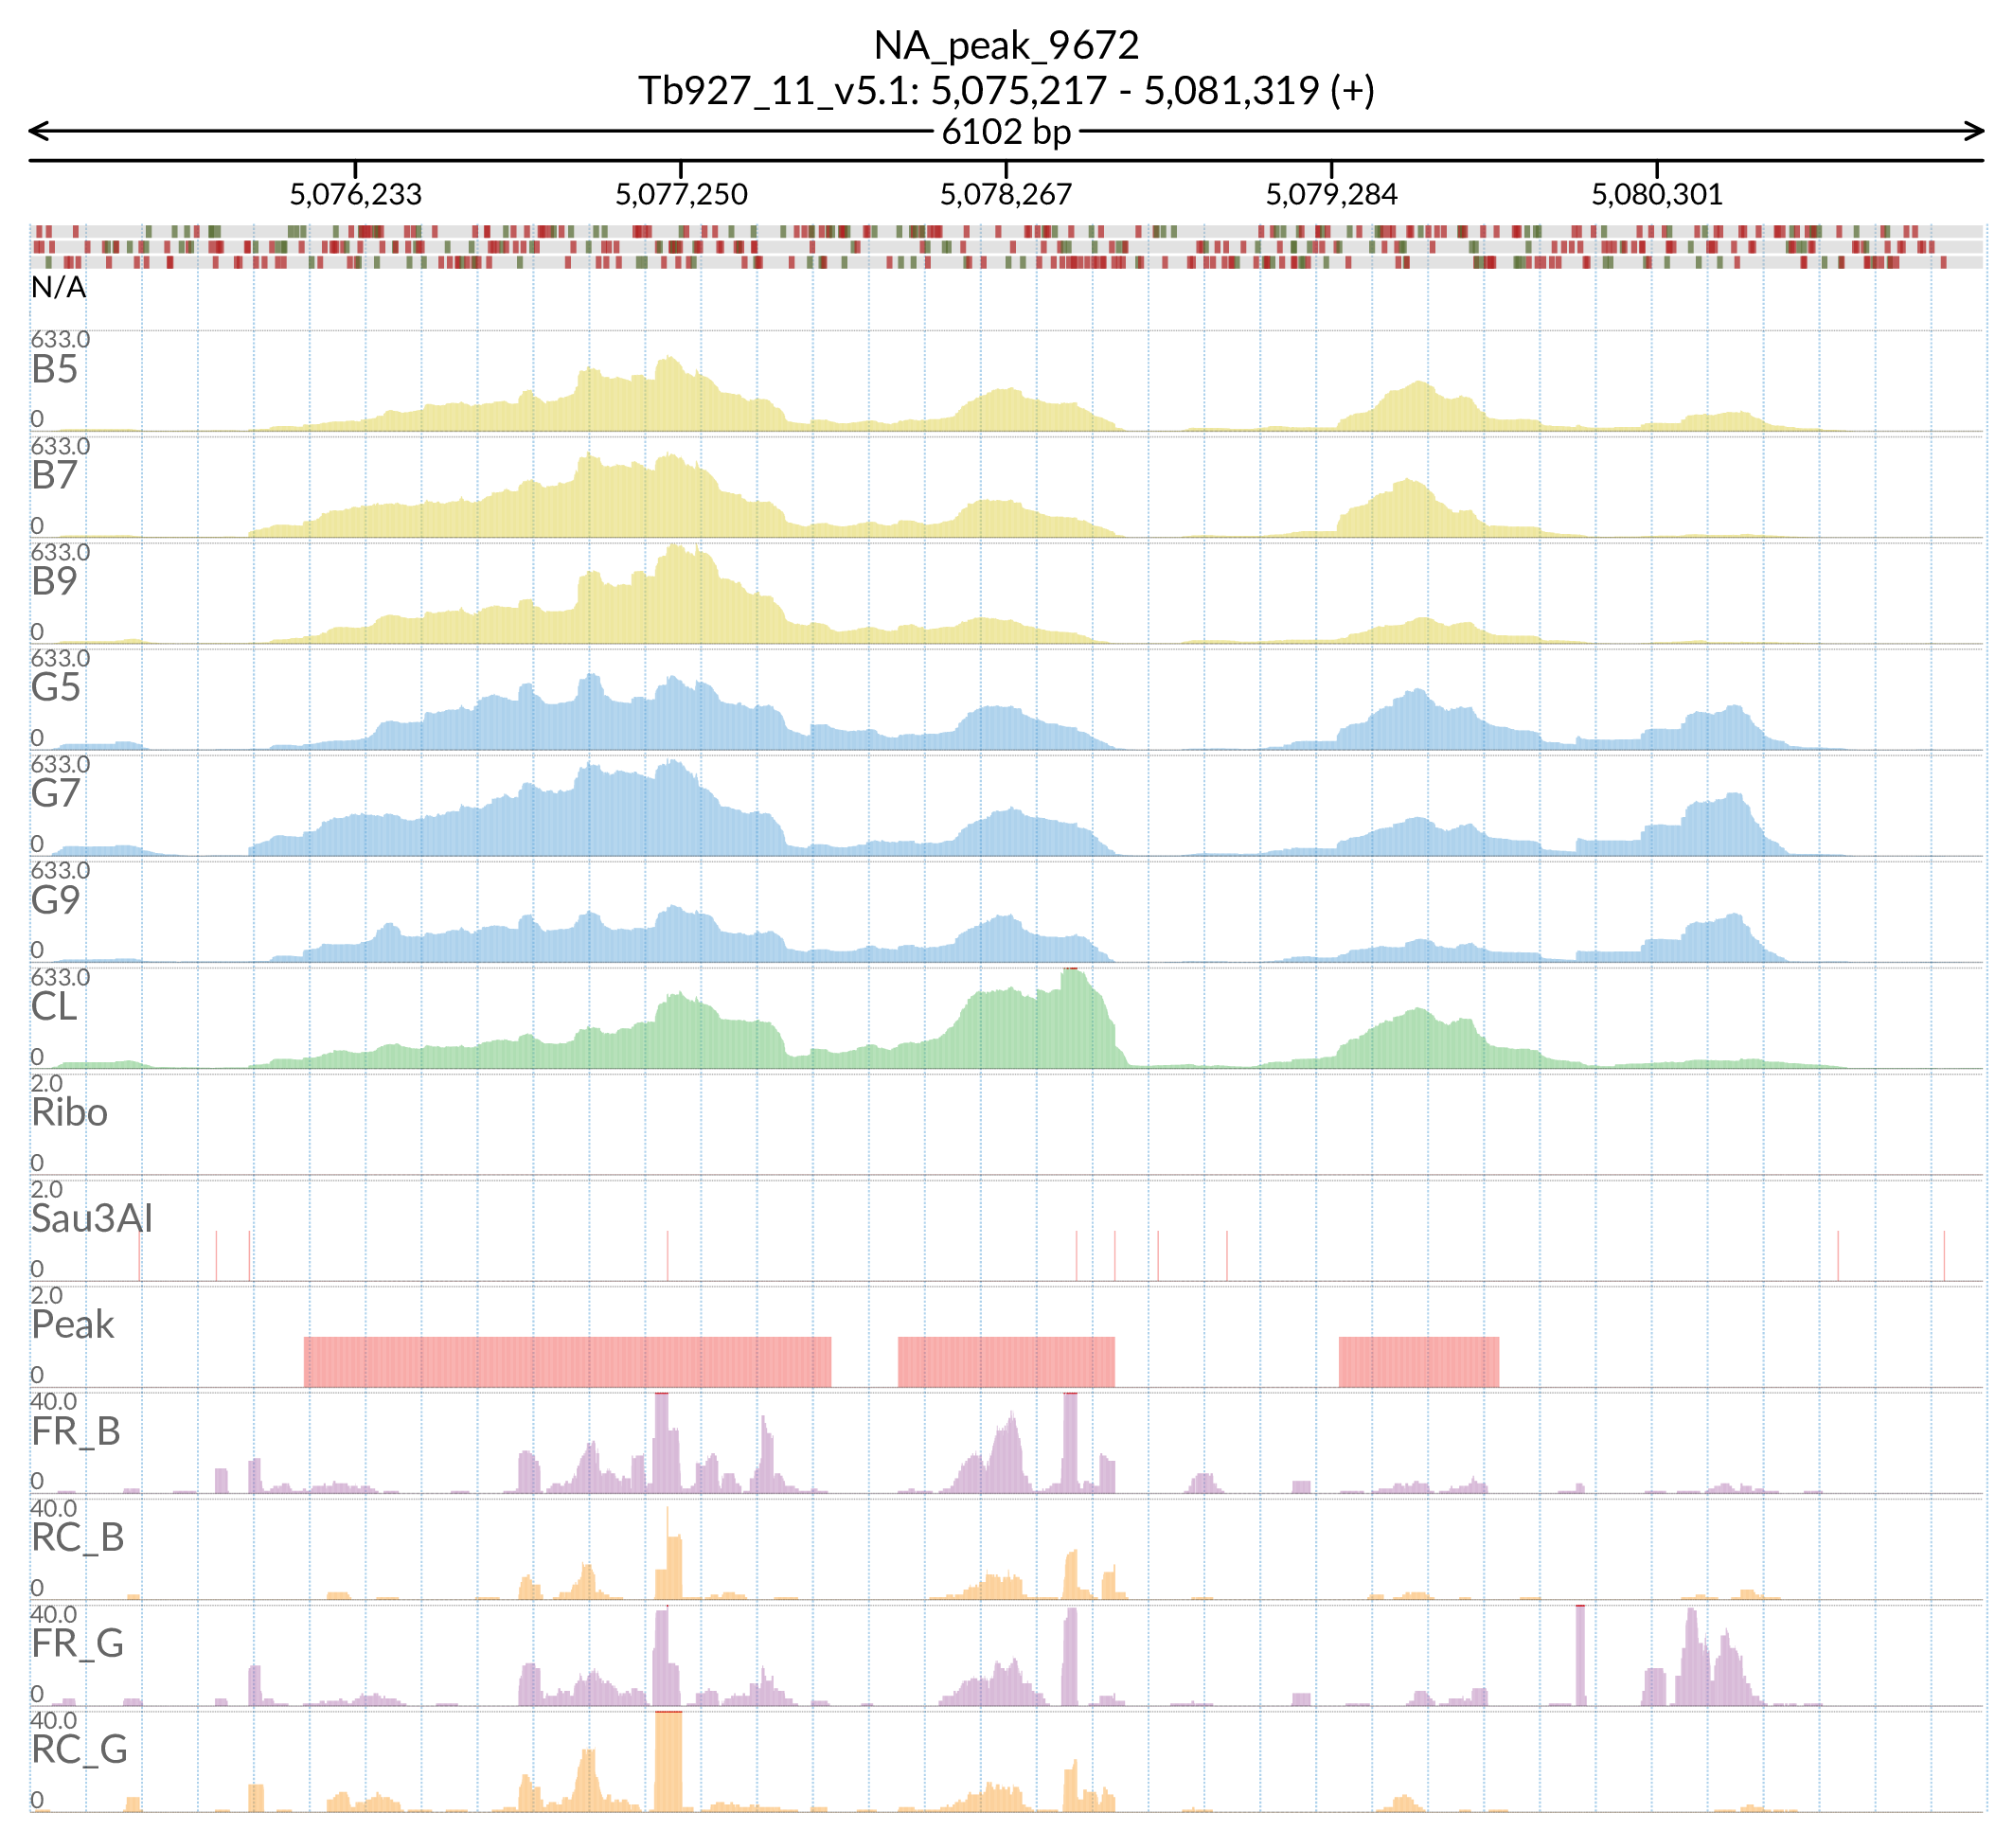 NA_peak_9672
Tb927_11_v5.1: 5,075,217 - 5,081,319 (+)
6102 bp
5,076,233 5,077,250 5,078,267 5,079,284 5,080,301
N/A
633.0
B5
0
633.0
B7
0
633.0
B9
0
633.0
G5
0
633.0
G7
0
633.0
G9
0
633.0
CL
0
2.0
Ribo
0
2.0
Sau3AI
0
2.0
Peak
0
40.0
FR_B
0
40.0
RC_B
0
40.0
FR_G
0
40.0
RC_G
0